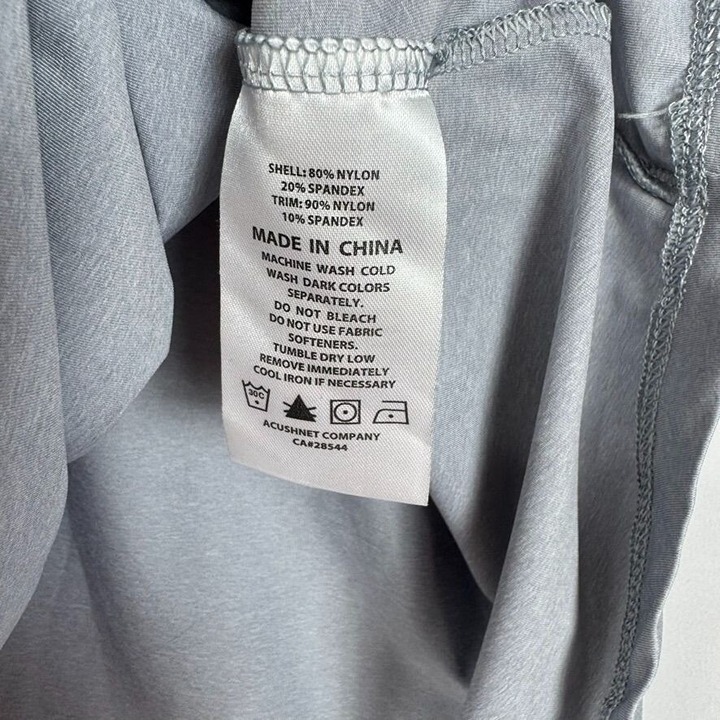 SHELL: 80% NYLON
20% SPANDEX
TRIM: 90% NYLON
10% SPANDEX
MADE IN CHINA
MACHINE WASH COLD
WASH DARK COLORS
SEPARATELY.
DO NOT BLEACH
DO NOT USE FABRIC
SOFTENERS.
TUMBLE DRY LOW
REMOVE IMMEDIATELY
COOL IRON IF NECESSARY
30C
ACUSHNET COMPANY
CA#28544